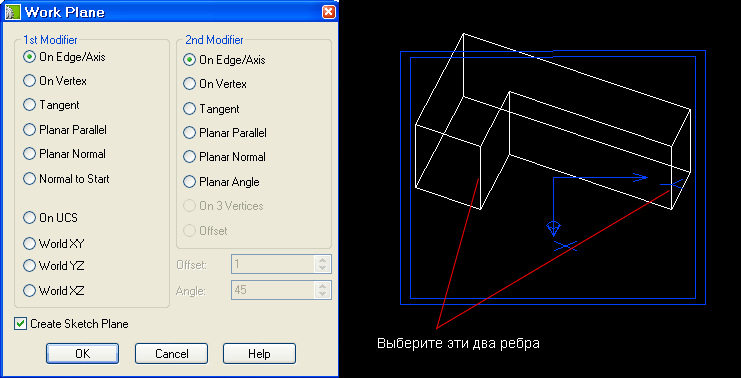 Work Plane
1st Modifier
On Edge/Axis
On Vertex
Tangent
Planar Parallel
Planar Normal
Normal to Start
On UCS
World XY
World YZ
World XZ
2nd Modifier
On Edge/Axis
On Vertex
Tangent
Planar Parallel
Planar Normal
Planar Angle
On 3 Vertices
Offset
Offset: 1
Angle: 45
Create Sketch Plane
OK Cancel Help
Выберите эти два ребра